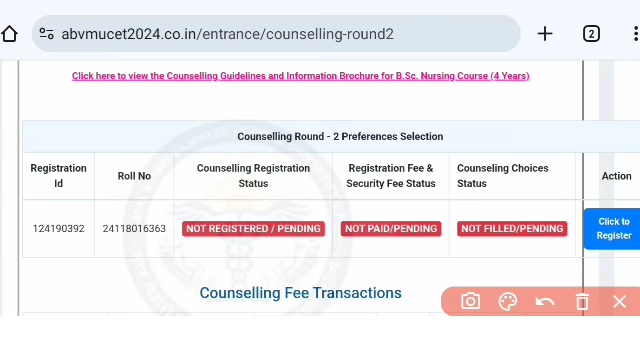 abvmucet2024.co.in/entrance/counselling-round2
2
Click here to view the Counselling Guidelines and Information Brochure for B.Sc. Nursing Course (4 Years)
Counselling Round - 2 Preferences Selection
Registration Id
Roll No
Counselling Registration Status
Registration Fee & Security Fee Status
Counseling Choices Status
Action
124190392
24118016363
NOT REGISTERED / PENDING
NOT PAID/PENDING
NOT FILLED/PENDING
Click to Register
Counselling Fee Transactions